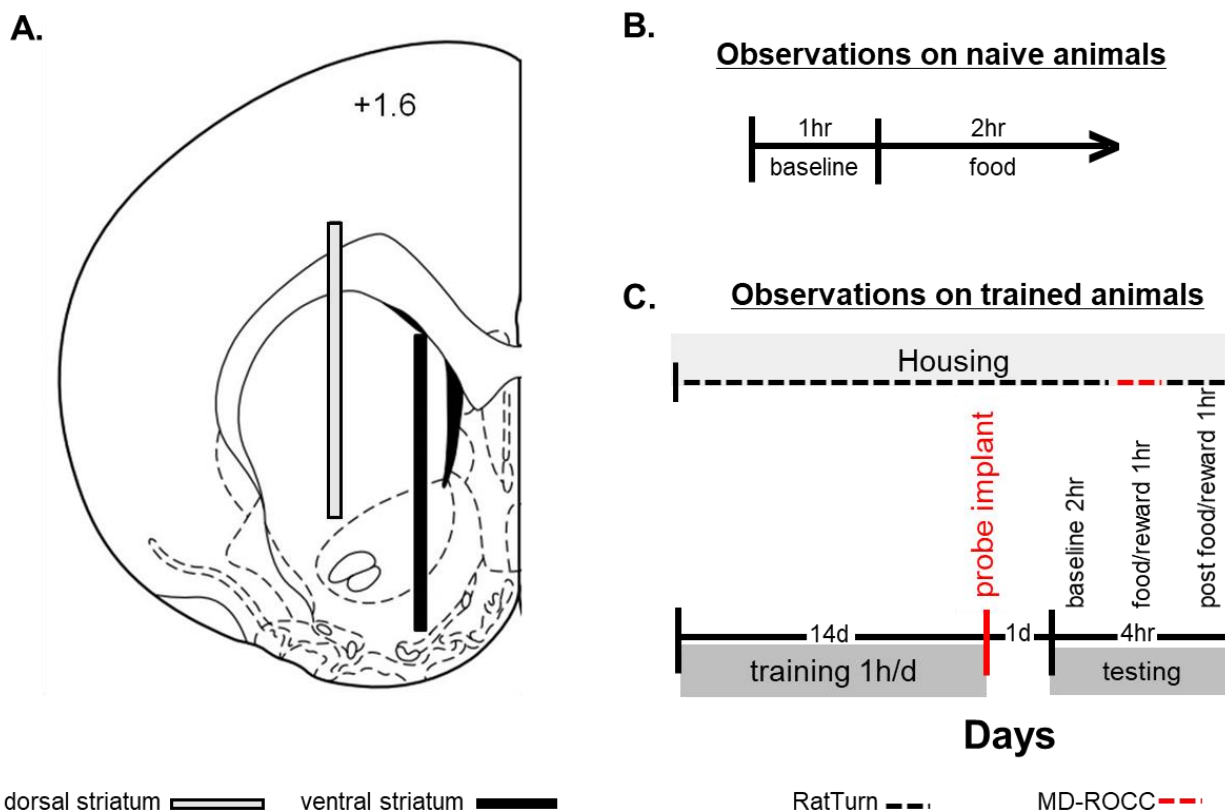 A.
+1.6
dorsal striatum
ventral striatum
B.
Observations on naive animals
1hr
2hr
baseline
food
C.
Observations on trained animals
Housing
probe implant
baseline 2hr
food/reward 1hr
post food/reward 1hr
14d
1d
4hr
training 1h/d
testing
Days
RatTurn
MD-ROCC